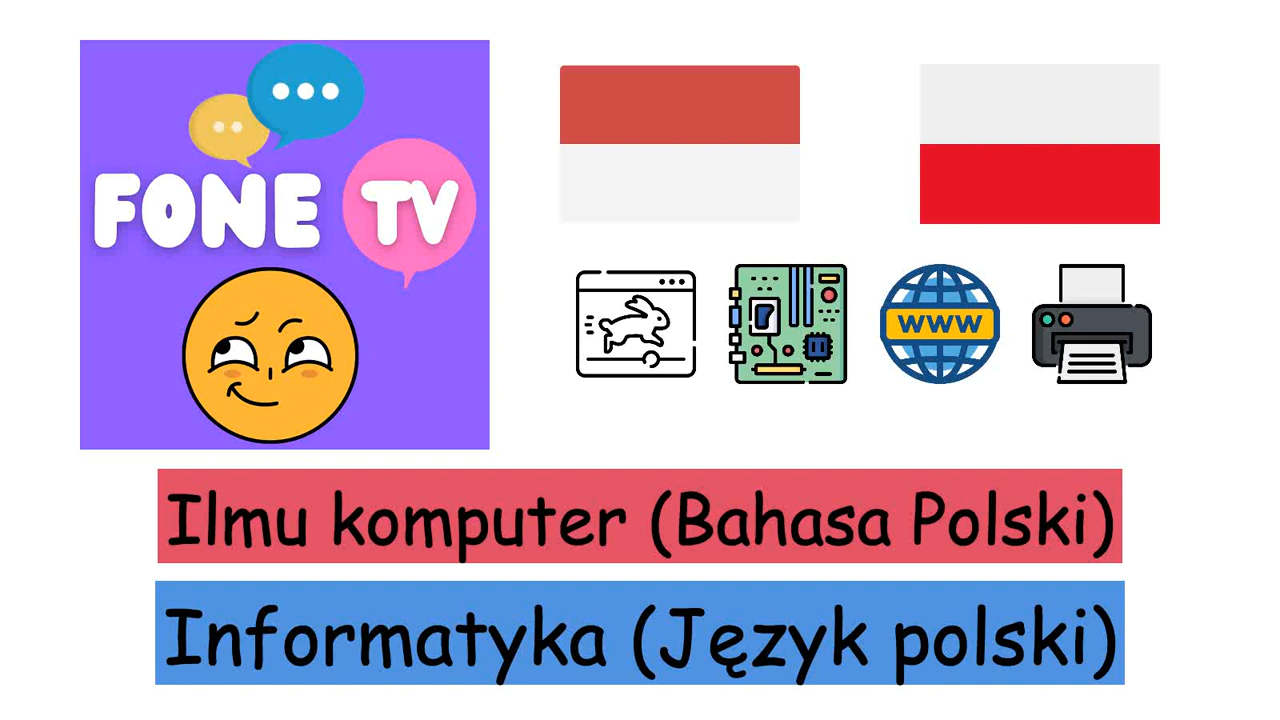 FONE TV
WWW
Ilmu komputer (Bahasa Polski)
Informatyka (Język polski)